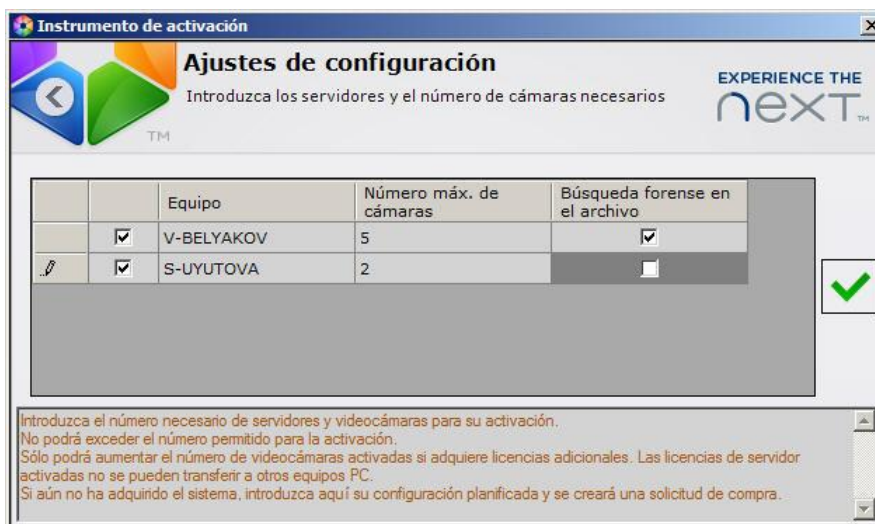 Instrumento de activación
Ajustes de configuración
Introduzca los servidores y el número de cámaras necesarios
EXPERIENCE THE
next TM
TM
Equipo
Número máx. de
cámaras
Búsqueda forense en
el archivo
V-BELYAKOV 5
S-UYUTOVA 2
Introduzca el número necesario de servidores y videocámaras para su activación.
No podrá exceder el número permitido para la activación.
Sólo podrá aumentar el número de videocámaras activadas si adquiere licencias adicionales. Las licencias de servidor
activadas no se pueden transferir a otros equipos PC.
Si aún no ha adquirido el sistema, introduzca aquí su configuración planificada y se creará una solicitud de compra.